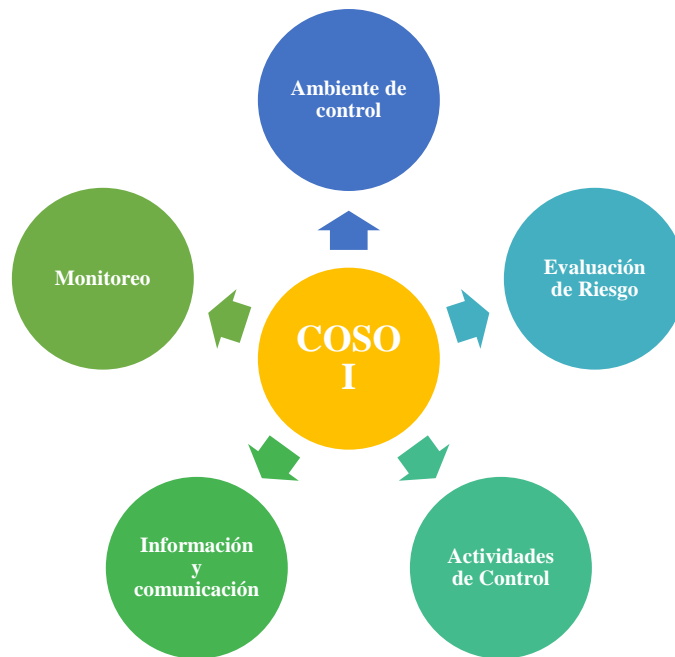 Ambiente de
control
Evaluación
de Riesgo
Actividades
de Control
Información
y
comunicación
Monitoreo
COSO
I